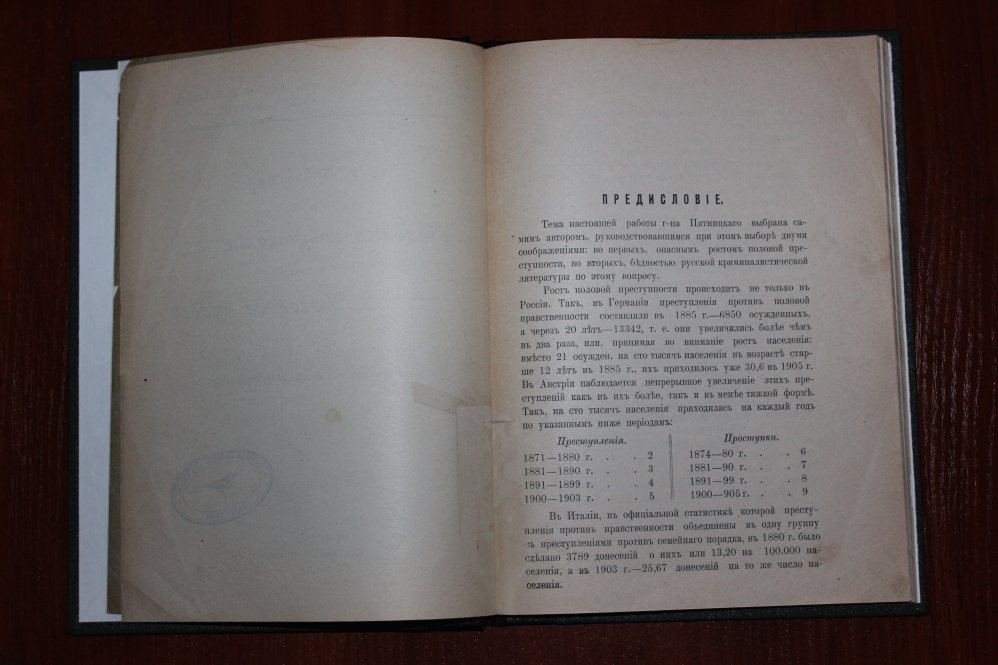 ПРЕДИСЛОВІЕ.
Тема настоящей работы г-на Пятницкаго выбрана са-
мимъ авторомъ, руководствовавшимся при этомъ выборѣ двумя
соображеніями: во первыхъ, опаснымъ ростомъ половой пре-
ступности, во вторыхъ, бѣдностью русской криминалистической
литературы по этому вопросу.
Ростъ половой преступности происходитъ не только въ
Россіи. Такъ, въ Германіи преступленія противъ половой
нравственности составляли въ 1885 г.—6850 осужденныхъ,
а черезъ 20 лѣтъ—13342, т. е. они увеличились болѣе чѣмъ
въ два раза, или, принимая во вниманіе ростъ населенія:
вмѣсто 21 осужден. на сто тысячъ населенія въ возрастѣ стар-
ше 12 лѣтъ въ 1885 г., ихъ приходилось уже 30,6 въ 1905 г.
Въ Австріи наблюдается непрерывное увеличеніе этихъ пре-
ступленій какъ въ ихъ болѣе, такъ и въ менѣе тяжкой формѣ.
Такъ, на сто тысячъ населенія приходилась на каждый годъ
по указаннымъ ниже періодамъ:
Преступленія.
1871—1880 г. . . 2
1881—1890 г. . . 3
1891—1899 г. . . 4
1900—1903 г. . . 5
Проступки.
1874—80 г. . . 6
1881—90 г. . . 7
1891—99 г. . . 8
1900—905 г. . . 9
Въ Италіи, въ официальной статистикѣ которой престу-
пленія противъ нравственности объединены въ одну группу
съ преступленіями противъ семейнаго порядка, въ 1880 г. было
сдѣлано 3789 донесеній о нихъ или 13,20 на 100.000 на-
селенія, а въ 1903 г.—25,67 донесеній на то же число на-
селенія.